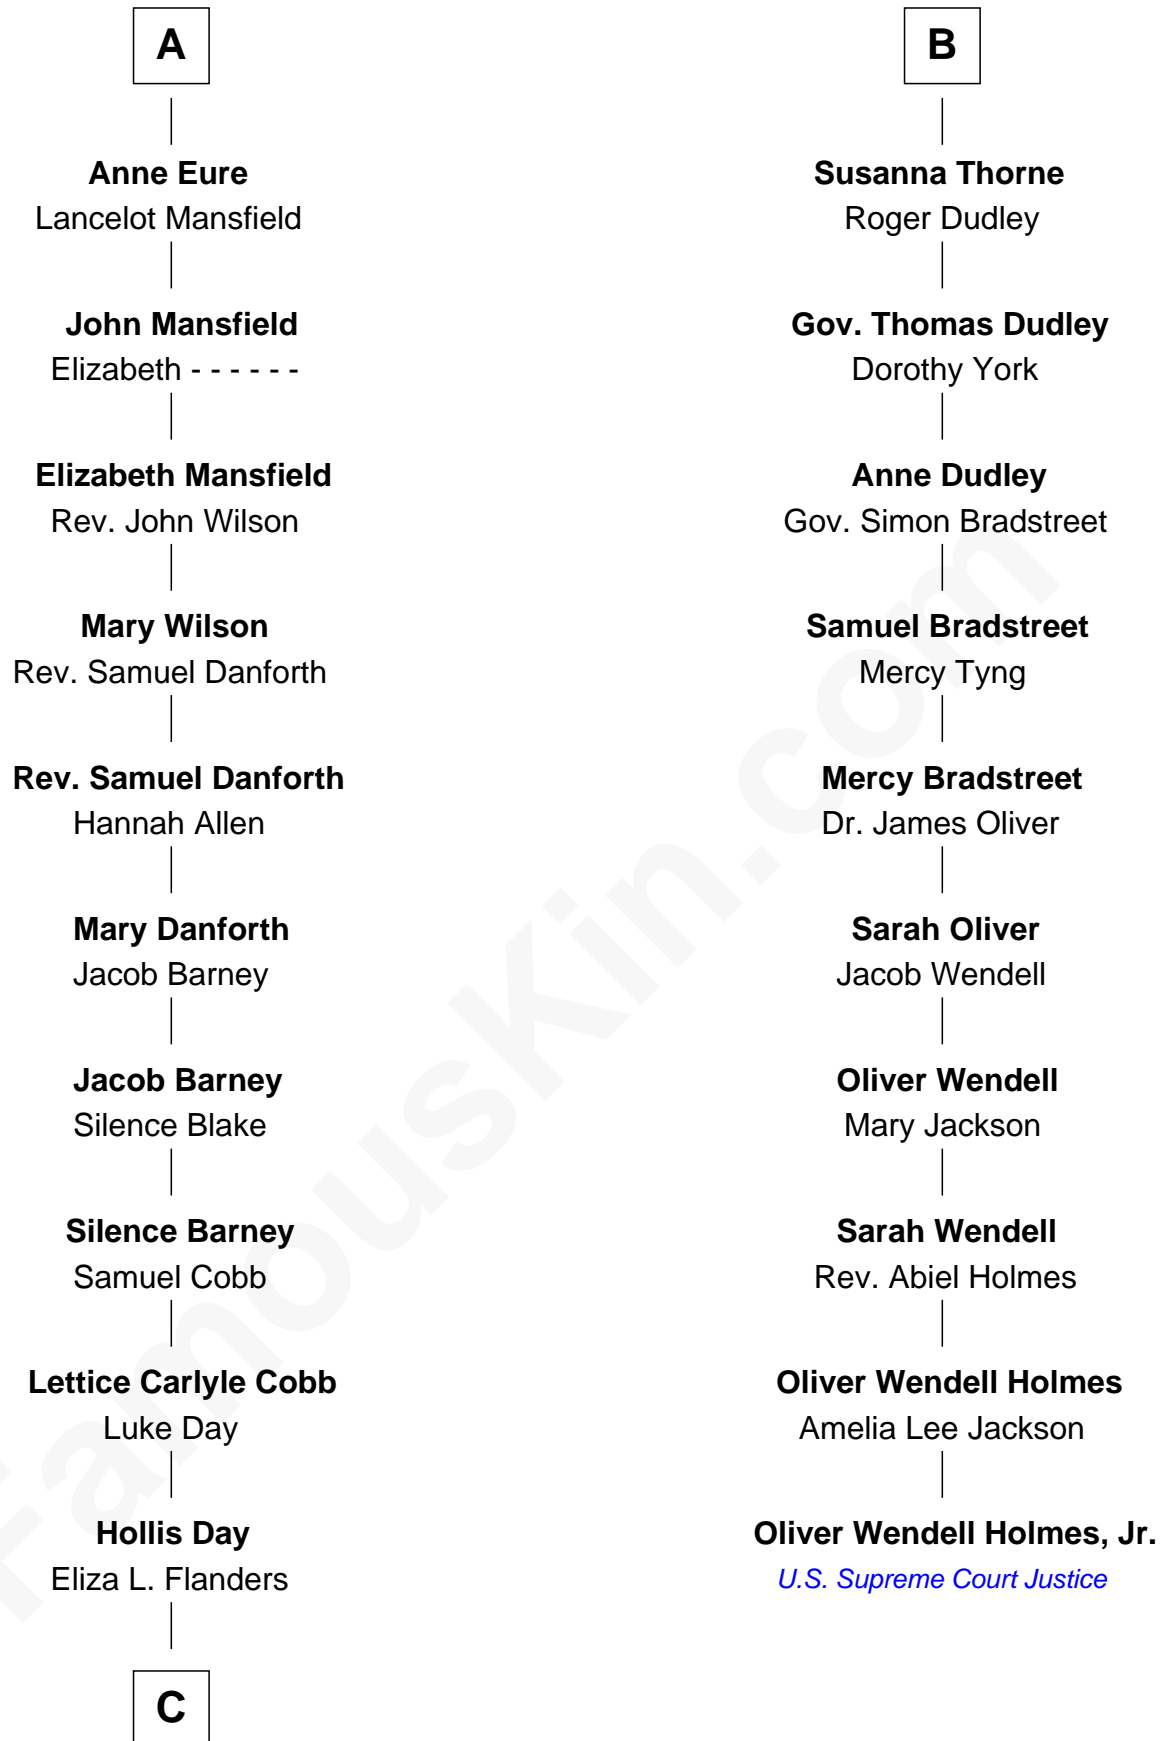 A
Anne Eure
Lancelot Mansfield
John Mansfield
Elizabeth - - - - - -
Elizabeth Mansfield
Rev. John Wilson
Mary Wilson
Rev. Samuel Danforth
Rev. Samuel Danforth
Hannah Allen
Mary Danforth
Jacob Barney
Jacob Barney
Silence Blake
Silence Barney
Samuel Cobb
Lettice Carlyle Cobb
Luke Day
Hollis Day
Eliza L. Flanders
C
B
Susanna Thorne
Roger Dudley
Gov. Thomas Dudley
Dorothy York
Anne Dudley
Gov. Simon Bradstreet
Samuel Bradstreet
Mercy Tyng
Mercy Bradstreet
Dr. James Oliver
Sarah Oliver
Jacob Wendell
Oliver Wendell
Mary Jackson
Sarah Wendell
Rev. Abiel Holmes
Oliver Wendell Holmes
Amelia Lee Jackson
Oliver Wendell Holmes, Jr.
U.S. Supreme Court Justice
FamousKin.com